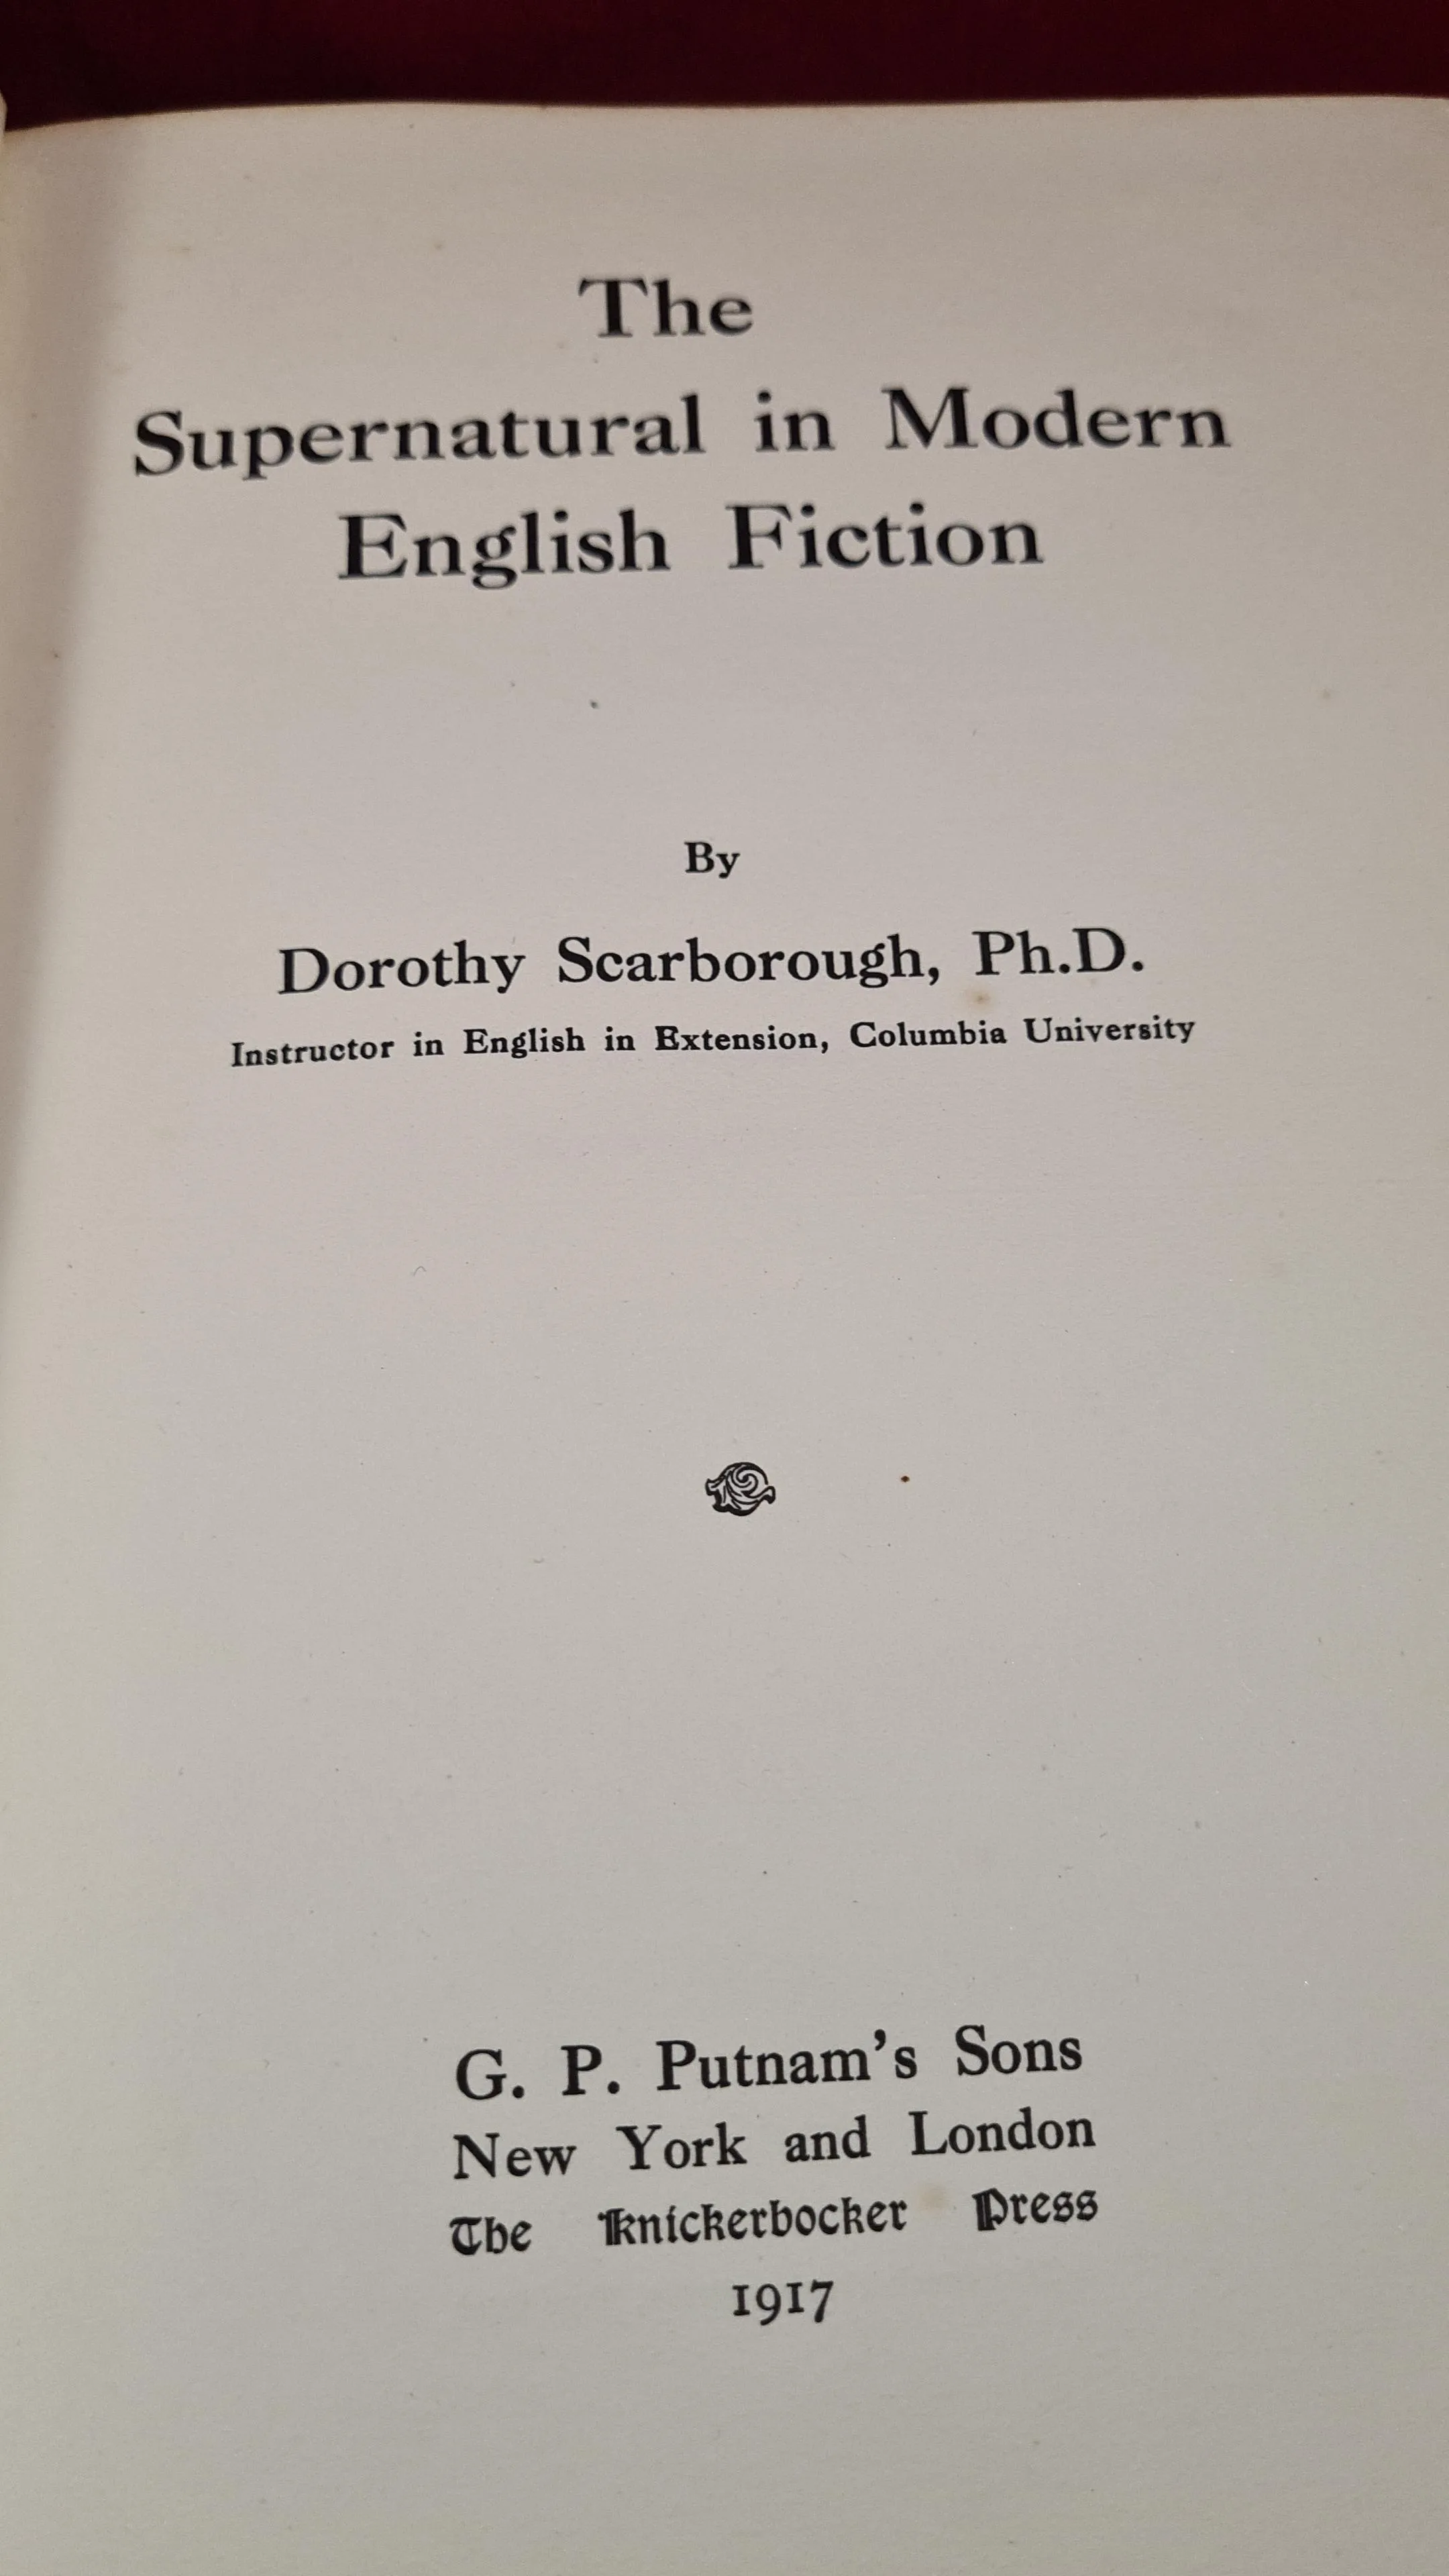 The
Supernatural in Modern
English Fiction
By
Dorothy Scarborough, Ph.D.
Instructor in English in Extension, Columbia University
G. P. Putnam's Sons
New York and London
The Knickerbocker Press
1917